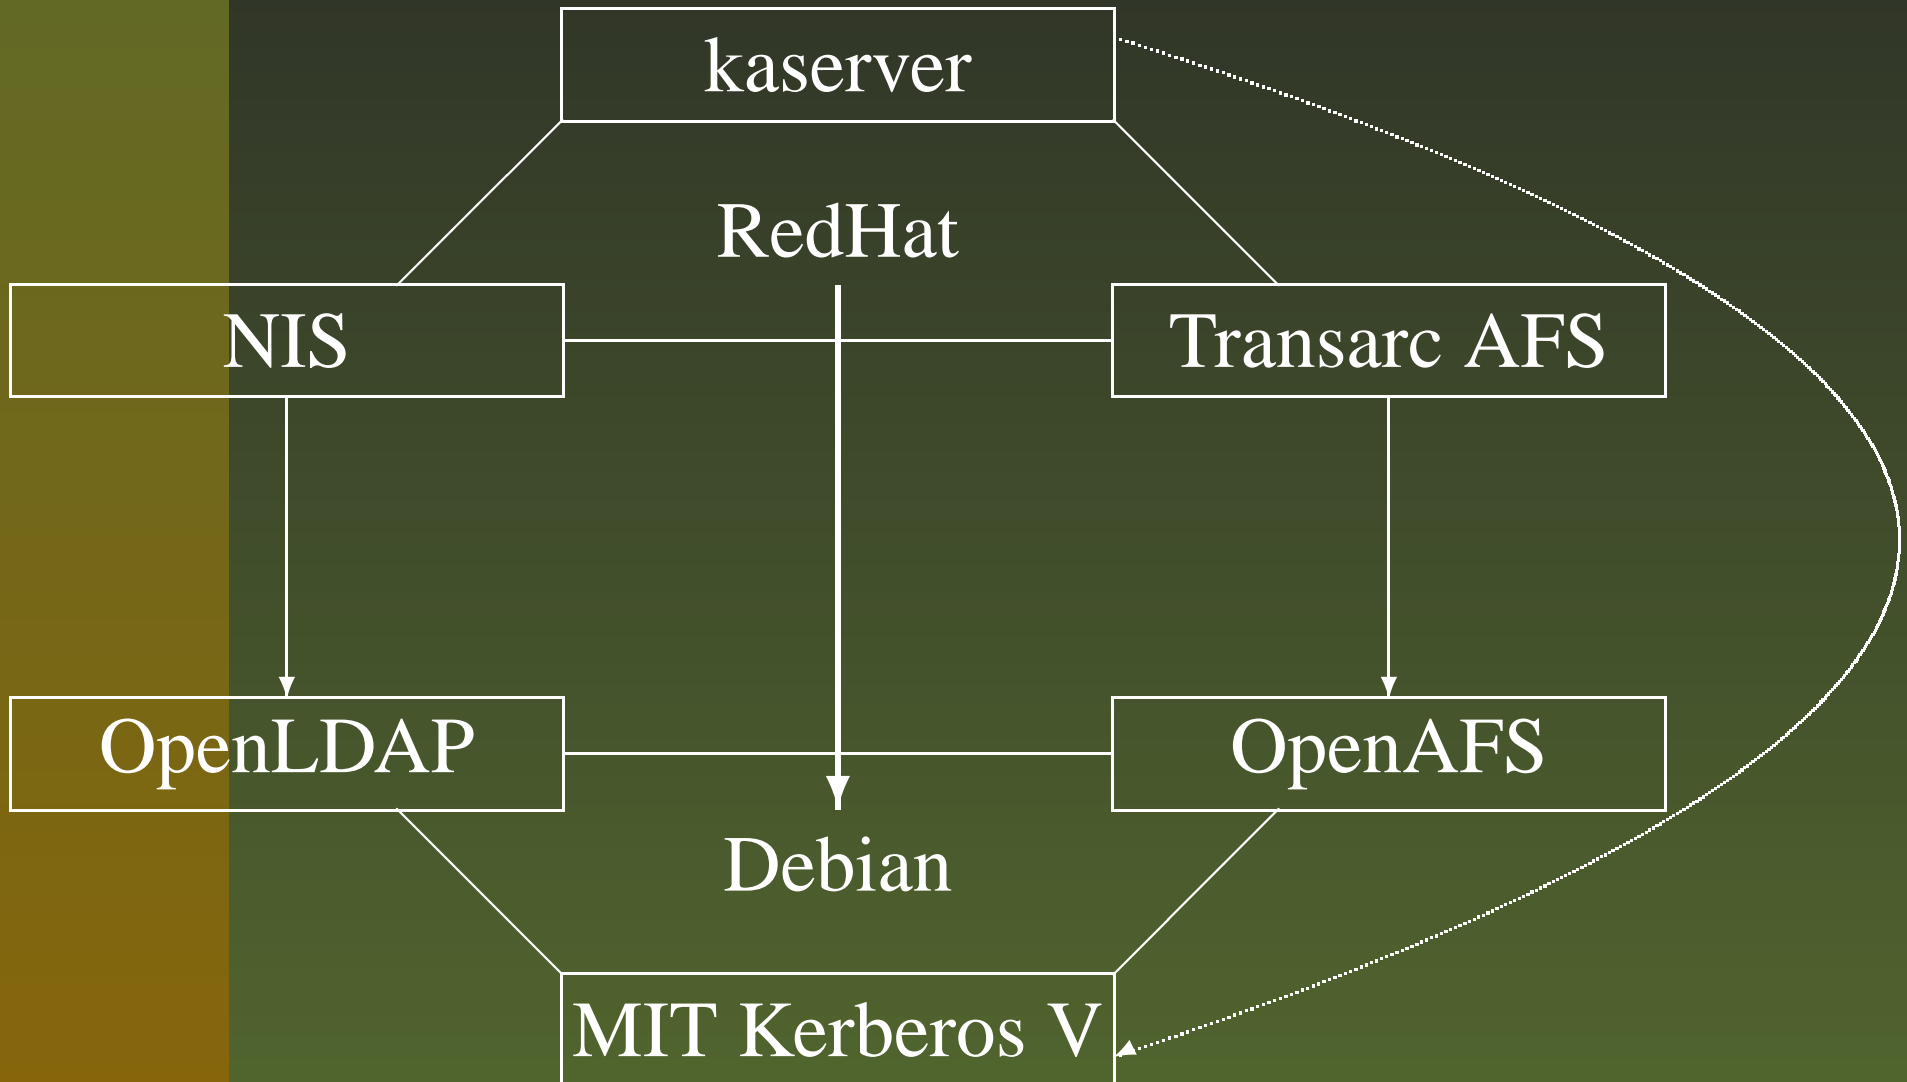 kaserver
RedHat
NIS
Transarc AFS
OpenLDAP
OpenAFS
Debian
MIT Kerberos V